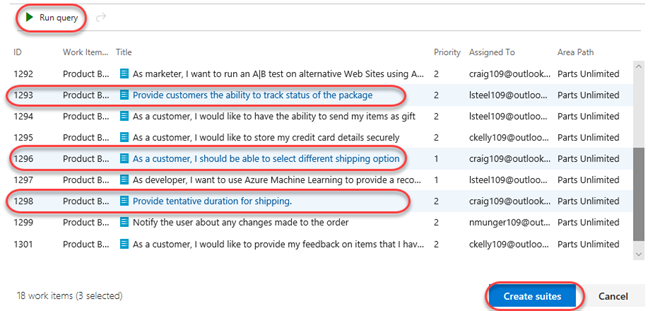 Run query
ID Work Item... Title Priority Assigned To Area Path
1292 Product B... As marketer, I want to run an A|B test on alternative Web Sites using A... 2 craig109@outlook... Parts Unlimited
1293 Product B... Provide customers the ability to track status of the package 2 lsteel109@outloo... Parts Unlimited
1294 Product B... As a customer, I would like to have the ability to send my items as gift 2 lsteel109@outloo... Parts Unlimited
1295 Product B... As a customer, I would like to store my credit card details securely 2 ckelly109@outloo... Parts Unlimited
1296 Product B... As a customer, I should be able to select different shipping option 1 craig109@outlook... Parts Unlimited
1297 Product B... As developer, I want to use Azure Machine Learning to provide a reco... 1 lsteel109@outloo... Parts Unlimited
1298 Product B... Provide tentative duration for shipping. 2 craig109@outlook... Parts Unlimited
1299 Product B... Notify the user about any changes made to the order 2 nmunger109@out... Parts Unlimited
1301 Product B... As a customer, I would like to provide my feedback on items that I hav... 2 ckelly109@outloo... Parts Unlimited
18 work items (3 selected) Create suites Cancel